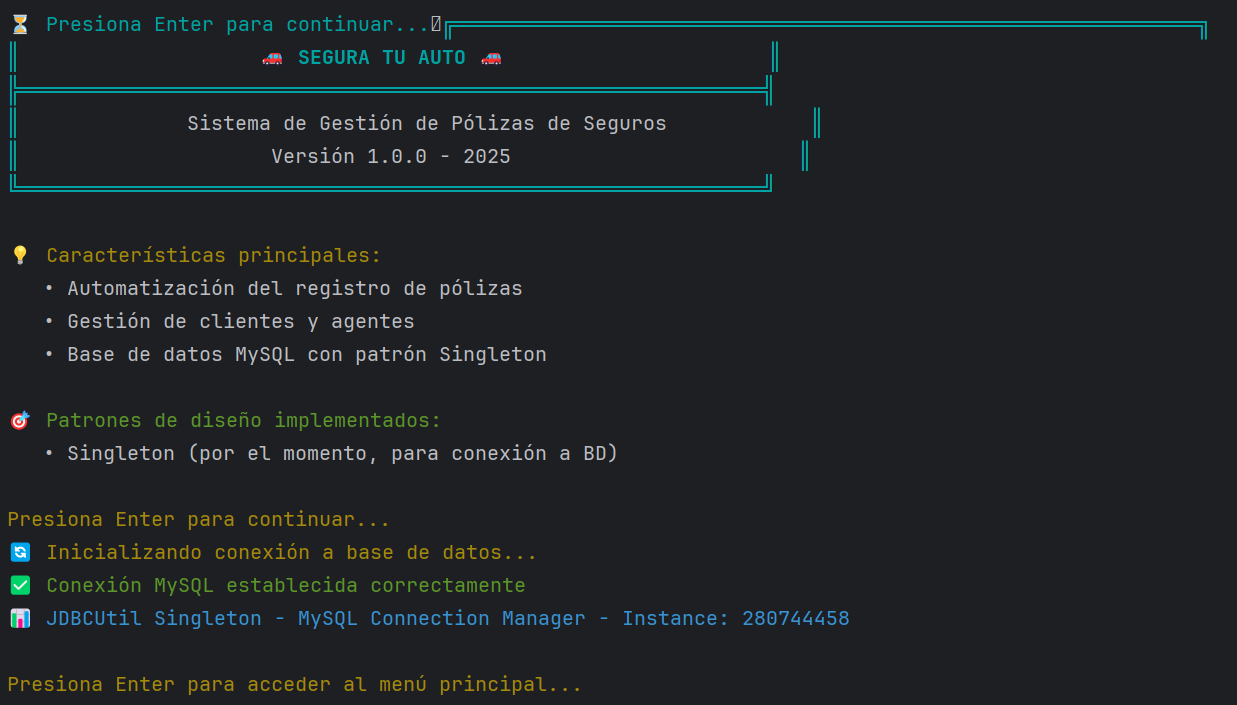 ⏳ Presiona Enter para continuar...
🚗 SEGURA TU AUTO 🚗
Sistema de Gestión de Pólizas de Seguros
Versión 1.0.0 - 2025
💡 Características principales:
• Automatización del registro de pólizas
• Gestión de clientes y agentes
• Base de datos MySQL con patrón Singleton
🎯 Patrones de diseño implementados:
• Singleton (por el momento, para conexión a BD)
Presiona Enter para continuar...
🔄 Inicializando conexión a base de datos...
✅ Conexión MySQL establecida correctamente
📊 JDBCUtil Singleton - MySQL Connection Manager - Instance: 280744458
Presiona Enter para acceder al menú principal...